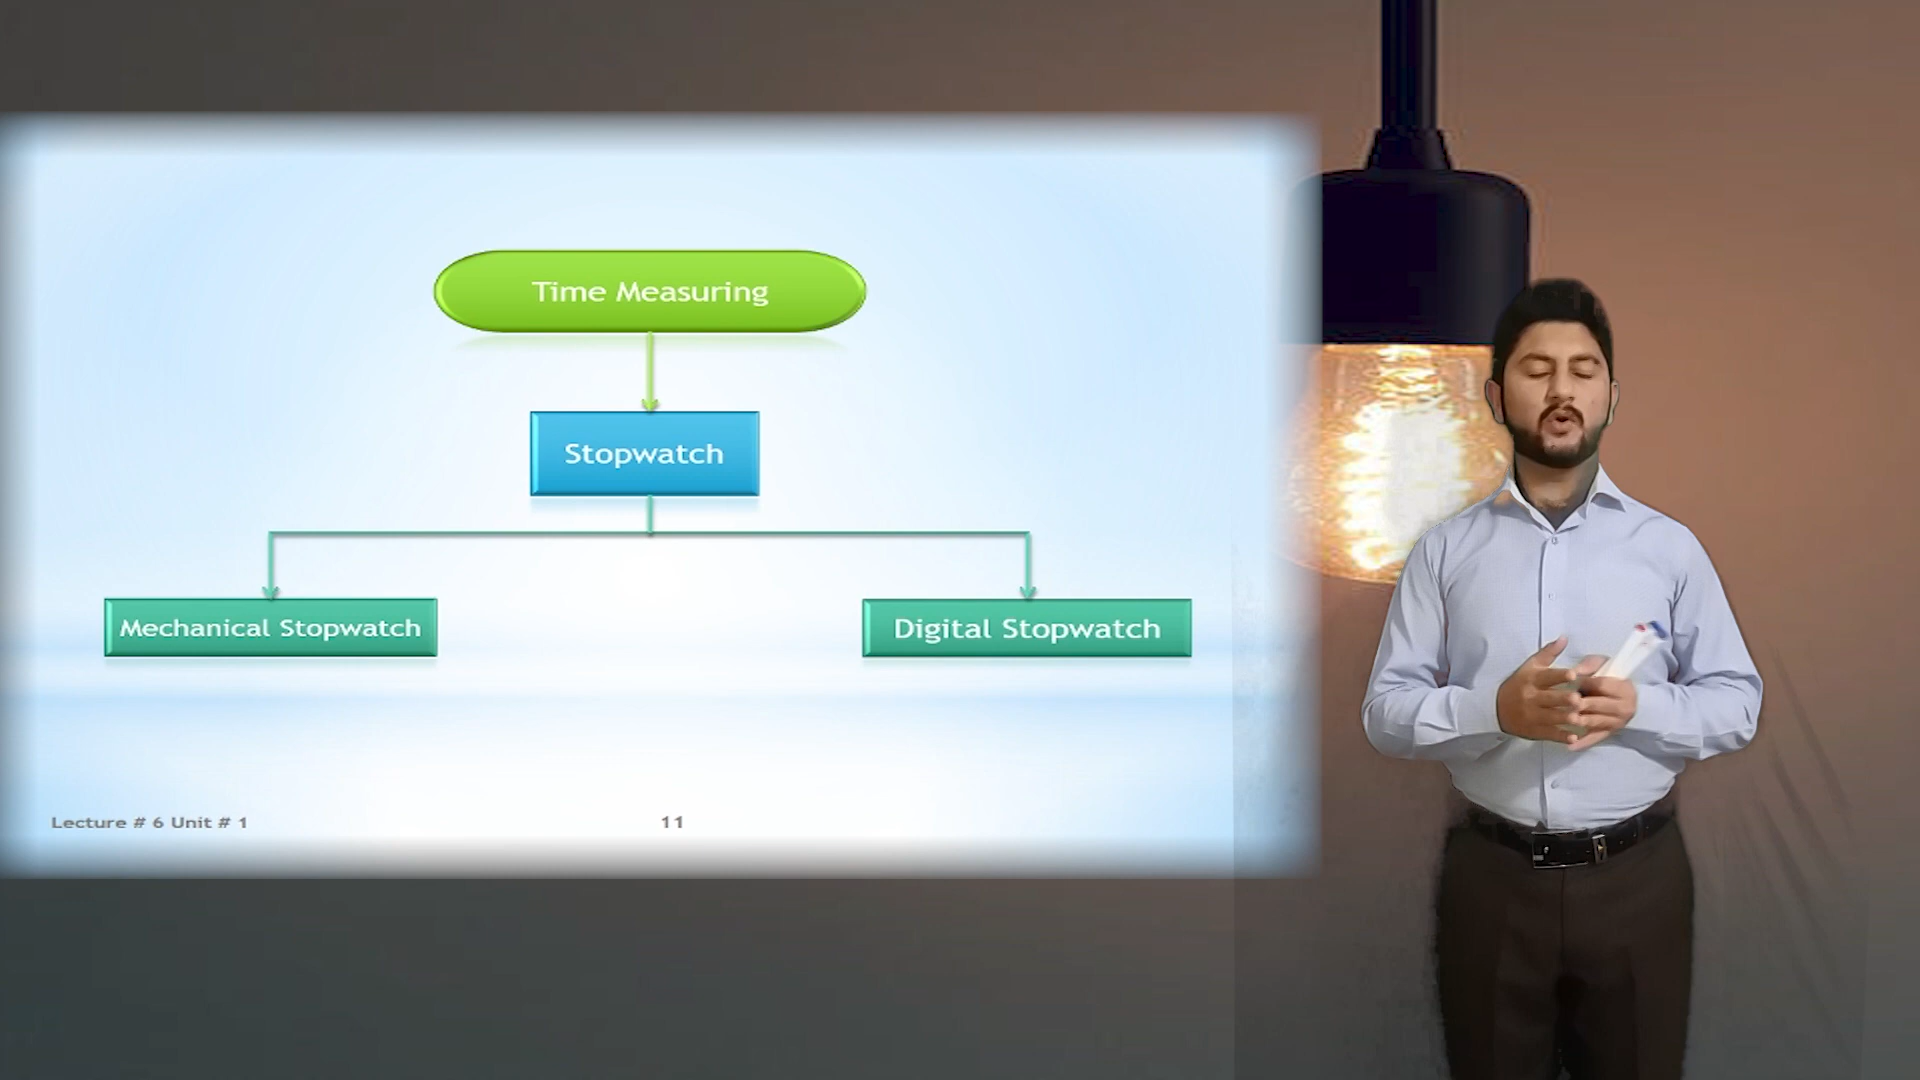 Time Measuring
Stopwatch
Mechanical Stopwatch
Digital Stopwatch
Lecture # 6 Unit # 1
11